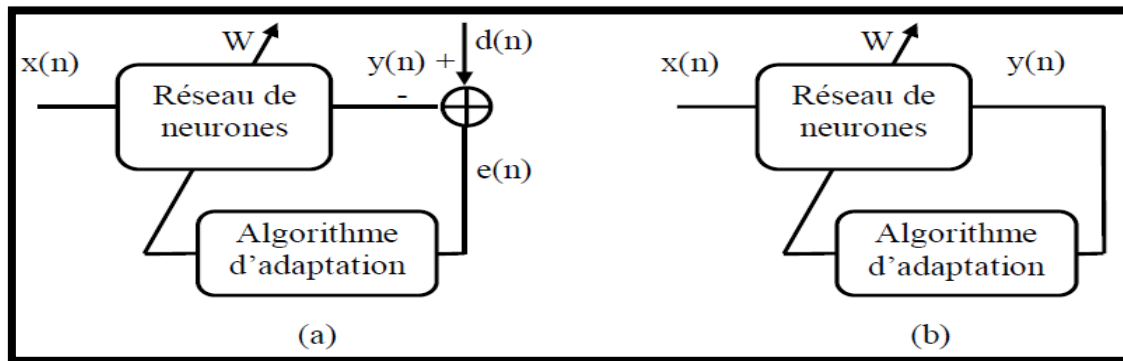 W
d(n)
x(n)
y(n) +
-
Réseau de
neurones
e(n)
Algorithme
d’adaptation
(a)
W
x(n)
y(n)
Réseau de
neurones
Algorithme
d’adaptation
(b)